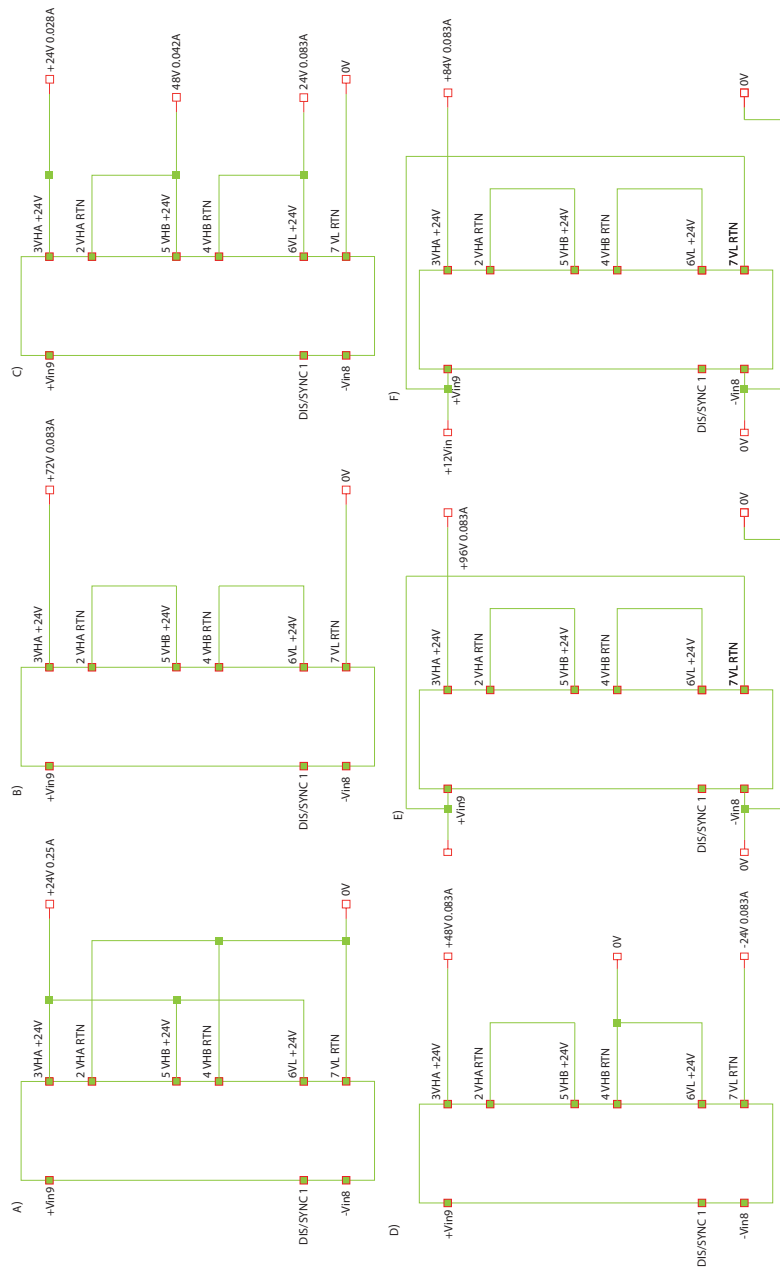 A)
+Vin9
DIS/SYNC 1
-Vin8
3VHA +24V
2 VHA RTN
5 VHB +24V
4 VHB RTN
6VL +24V
7 VL RTN
+24V 0.25A
0V
B)
+Vin9
DIS/SYNC 1
-Vin8
3VHA +24V
2 VHA RTN
5 VHB +24V
4 VHB RTN
6VL +24V
7 VL RTN
+72V 0.083A
0V
C)
+Vin9
DIS/SYNC 1
-Vin8
3VHA +24V
2 VHA RTN
5 VHB +24V
4 VHB RTN
6VL +24V
7 VL RTN
+24V 0.028A
48V 0.042A
24V 0.083A
0V
D)
+Vin9
DIS/SYNC 1
-Vin8
3VHA +24V
2 VHA RTN
5 VHB +24V
4 VHB RTN
6VL +24V
7 VL RTN
+48V 0.083A
0V
-24V 0.083A
E)
+Vin9
DIS/SYNC 1
-Vin8
0V
3VHA +24V
2 VHA RTN
5 VHB +24V
4 VHB RTN
6VL +24V
7 VL RTN
+96V 0.083A
0V
F)
+12Vin
+Vin9
DIS/SYNC 1
-Vin8
0V
3VHA +24V
2 VHA RTN
5 VHB +24V
4 VHB RTN
6VL +24V
7 VL RTN
+84V 0.083A
0V